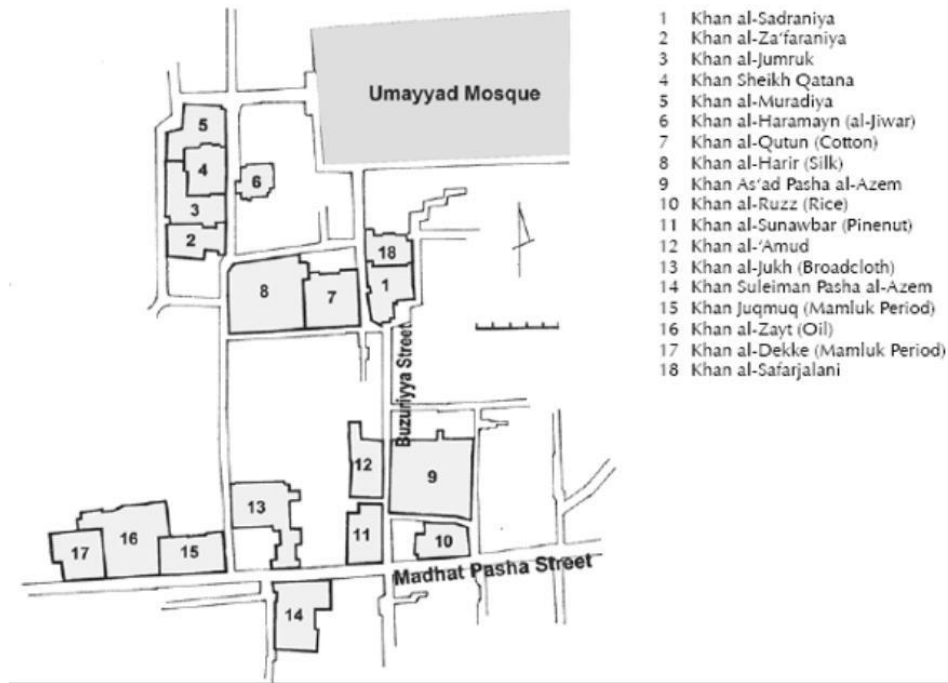 Umayyad Mosque
5
4
6
3
2
18
8
7
1
Buzuriyya Street
12
9
13
11
10
17
16
15
Madhat Pasha Street
14
1 Khan al-Sadraniya
2 Khan al-Za‘faraniya
3 Khan al-Jumruk
4 Khan Sheikh Qatana
5 Khan al-Muradiya
6 Khan al-Haramayn (al-Jiwar)
7 Khan al-Qutun (Cotton)
8 Khan al-Harir (Silk)
9 Khan As‘ad Pasha al-Azem
10 Khan al-Ruzz (Rice)
11 Khan al-Sunawbar (Pinenut)
12 Khan al-‘Amud
13 Khan al-Jukh (Broadcloth)
14 Khan Suleiman Pasha al-Azem
15 Khan Juqmuq (Mamluk Period)
16 Khan al-Zayt (Oil)
17 Khan al-Dekke (Mamluk Period)
18 Khan al-Safarjalani